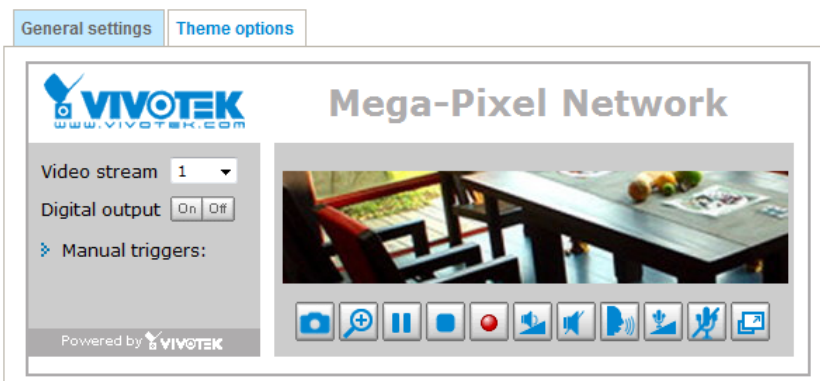 General settings
Theme options
VIVOTEK
www.vivotek.com
Mega-Pixel Network
Video stream 1
Digital output On Off
Manual triggers:
Powered by VIVOTEK